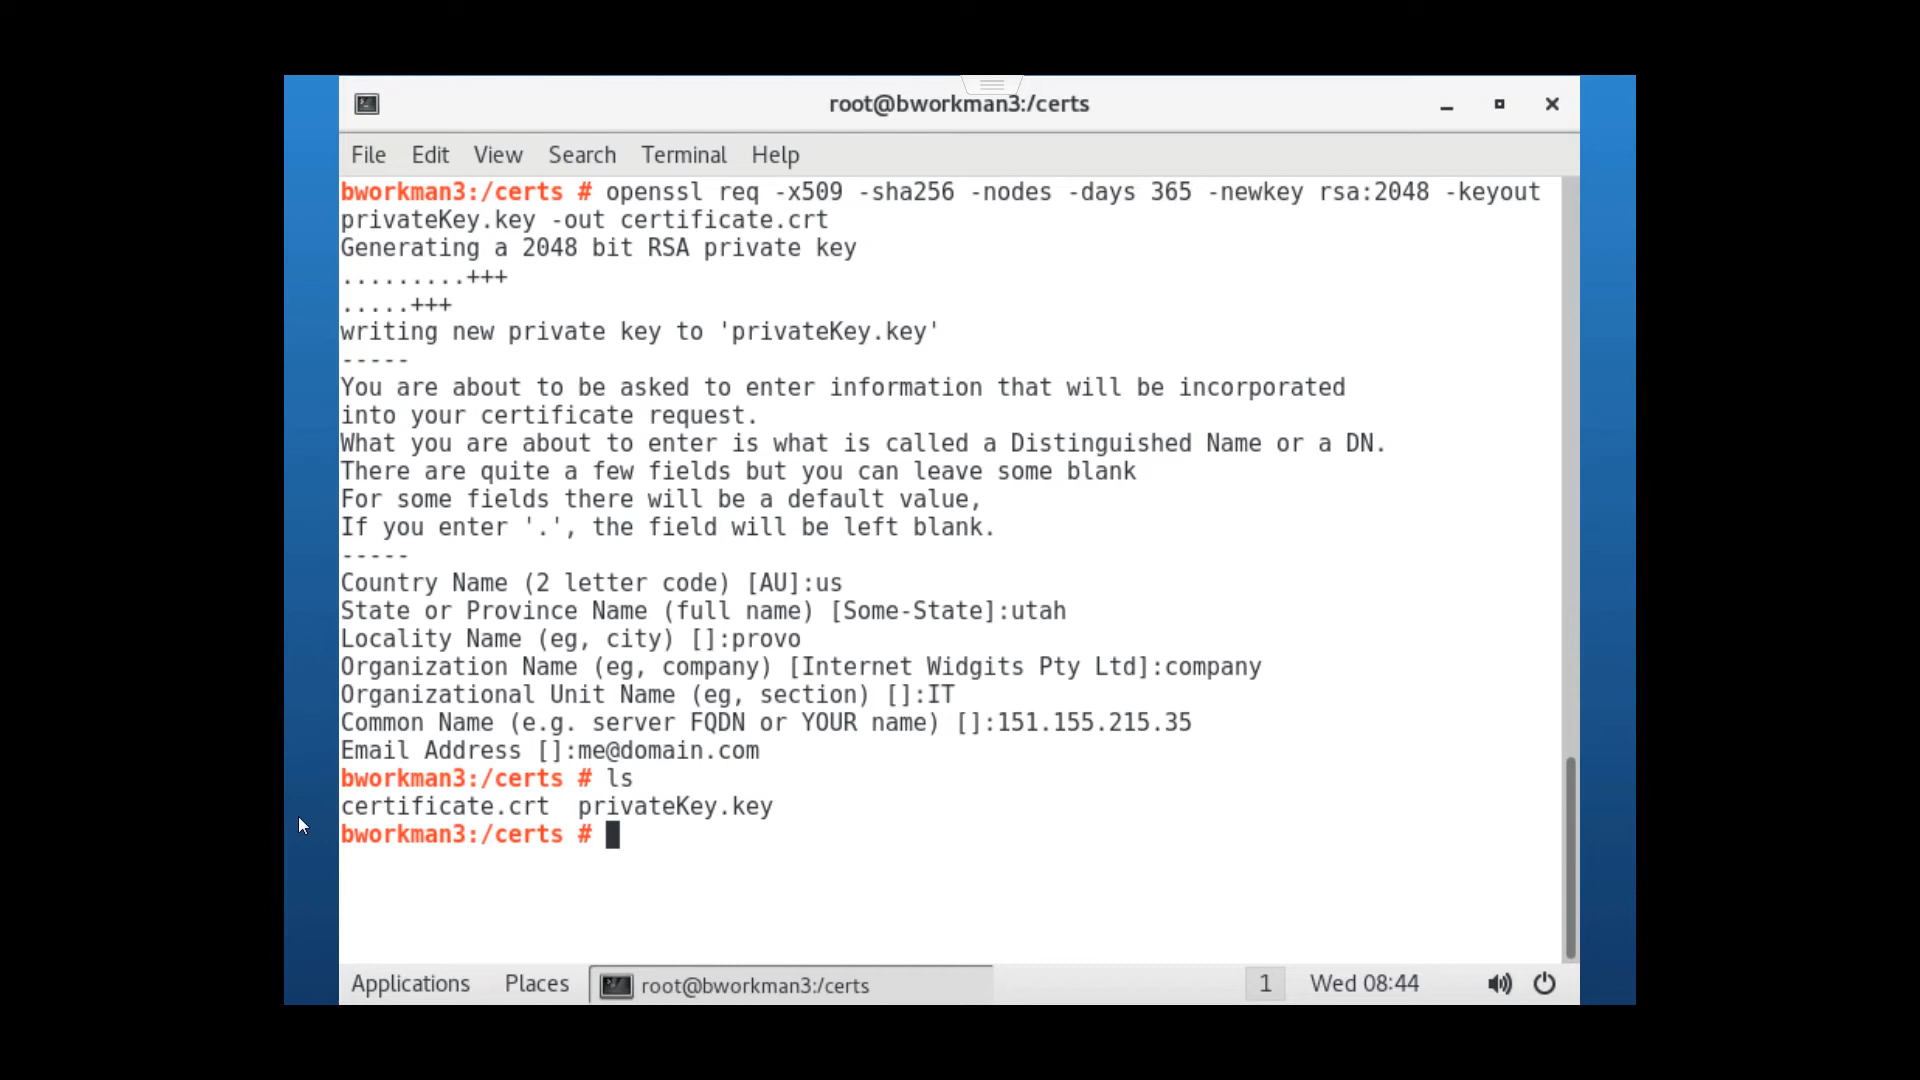 root@bworkman3:/certs
File Edit View Search Terminal Help
bworkman3:/certs # openssl req -x509 -sha256 -nodes -days 365 -newkey rsa:2048 -keyout
privateKey.key -out certificate.crt
Generating a 2048 bit RSA private key
.........+++
.....+++
writing new private key to 'privateKey.key'
-----
You are about to be asked to enter information that will be incorporated
into your certificate request.
What you are about to enter is what is called a Distinguished Name or a DN.
There are quite a few fields but you can leave some blank
For some fields there will be a default value,
If you enter '.', the field will be left blank.
-----
Country Name (2 letter code) [AU]:us
State or Province Name (full name) [Some-State]:utah
Locality Name (eg, city) []:provo
Organization Name (eg, company) [Internet Widgits Pty Ltd]:company
Organizational Unit Name (eg, section) []:IT
Common Name (e.g. server FQDN or YOUR name) []:151.155.215.35
Email Address []:me@domain.com
bworkman3:/certs # ls
certificate.crt  privateKey.key
bworkman3:/certs #
Applications Places root@bworkman3:/certs 1 Wed 08:44